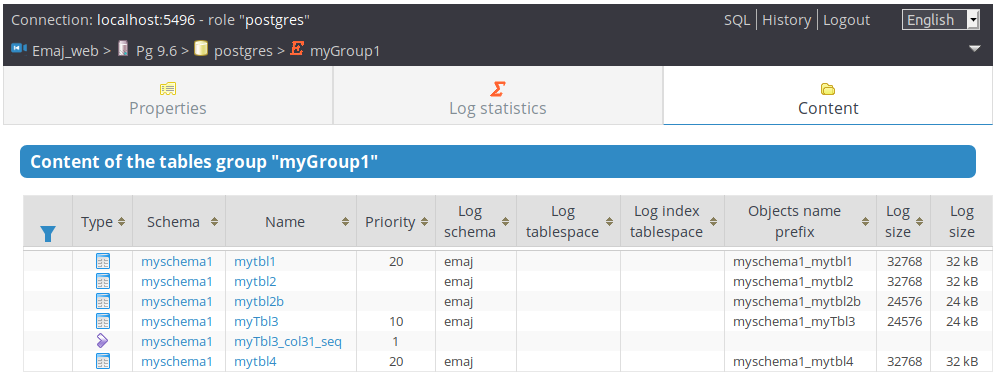 Connection: localhost:5496 - role "postgres" SQL History Logout English
Emaj_web > Pg 9.6 > postgres > E myGroup1
Properties Log statistics Content
Content of the tables group "myGroup1"
Type Schema Name Priority Log schema Log tablespace Log index tablespace Objects name prefix Log size Log size
myschema1 mytbl1 20 emaj myschema1_mytbl1 32768 32 kB
myschema1 mytbl2 emaj myschema1_mytbl2 32768 32 kB
myschema1 mytbl2b emaj myschema1_mytbl2b 24576 24 kB
myschema1 myTbl3 10 emaj myschema1_myTbl3 24576 24 kB
myschema1 myTbl3_col31_seq 1
myschema1 mytbl4 20 emaj myschema1_mytbl4 32768 32 kB